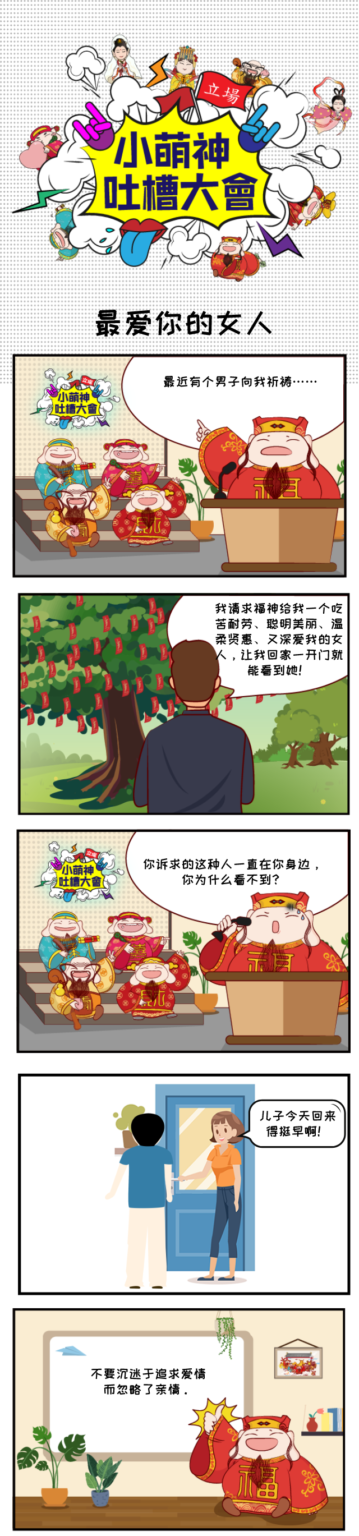 立場
小萌神
吐槽大會
最爱你的女人
最近有个男子向我祈祷……
小萌神
吐槽大會
福
我请求福神给我一个吃
苦耐劳、聪明美丽、温
柔贤惠、又深爱我的女
人，让我回家一开门就
能看到她!
你诉求的这种人一直在你身边，
你为什么看不到?
小萌神
吐槽大會
福
儿子今天回来
得挺早啊!
不要沉迷于追求爱情
而忽略了亲情．
福